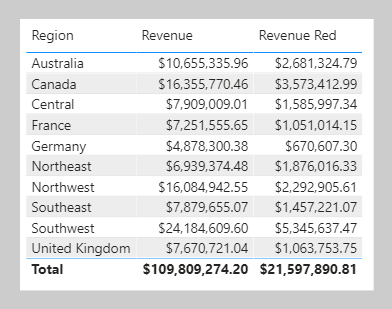 Region Revenue Revenue Red
Australia $10,655,335.96 $2,681,324.79
Canada $16,355,770.46 $3,573,412.99
Central $7,909,009.01 $1,585,997.34
France $7,251,555.65 $1,051,014.15
Germany $4,878,300.38 $670,607.30
Northeast $6,939,374.48 $1,876,016.33
Northwest $16,084,942.55 $2,292,905.61
Southeast $7,879,655.07 $1,457,221.07
Southwest $24,184,609.60 $5,345,637.47
United Kingdom $7,670,721.04 $1,063,753.75
Total $109,809,274.20 $21,597,890.81